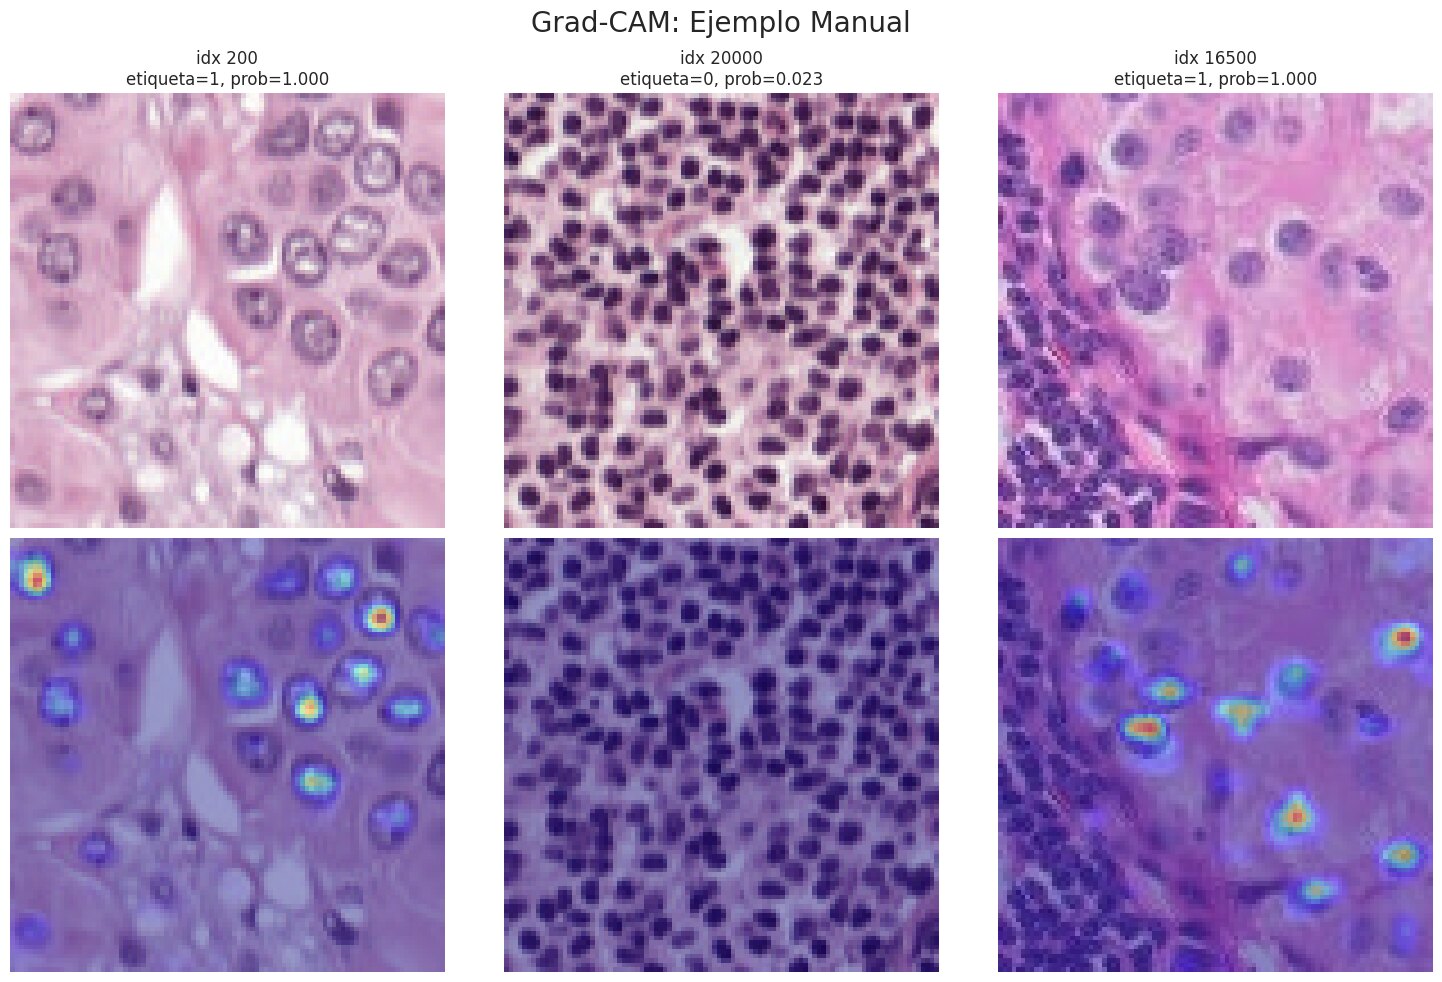 Grad-CAM: Ejemplo Manual
idx 200
etiqueta=1, prob=1.000
idx 20000
etiqueta=0, prob=0.023
idx 16500
etiqueta=1, prob=1.000